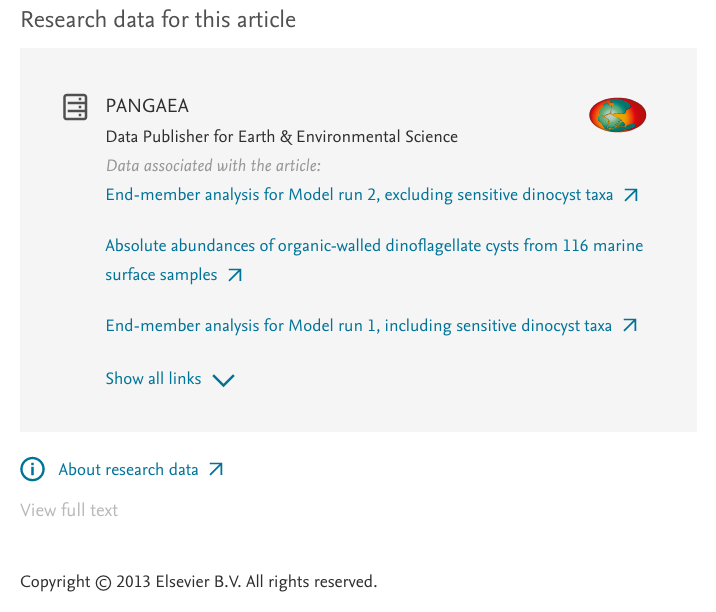 Research data for this article
PANGAEA
Data Publisher for Earth & Environmental Science
Data associated with the article:
End-member analysis for Model run 2, excluding sensitive dinocyst taxa
Absolute abundances of organic-walled dinoflagellate cysts from 116 marine
surface samples
End-member analysis for Model run 1, including sensitive dinocyst taxa
Show all links
About research data
View full text
Copyright © 2013 Elsevier B.V. All rights reserved.